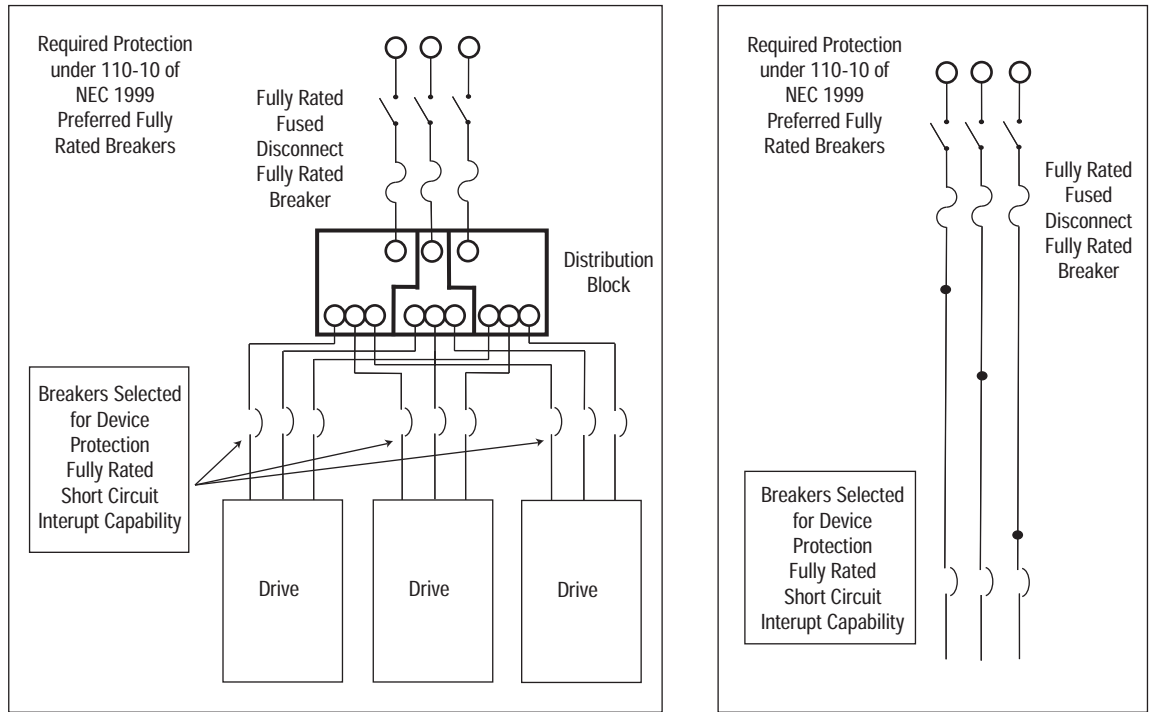 Required Protection
under 110-10 of
NEC 1999
Preferred Fully
Rated Breakers
Fully Rated
Fused
Disconnect
Fully Rated
Breaker
Distribution
Block
Breakers Selected
for Device
Protection
Fully Rated
Short Circuit
Interupt Capability
Drive
Drive
Drive
Required Protection
under 110-10 of
NEC 1999
Preferred Fully
Rated Breakers
Fully Rated
Fused
Disconnect
Fully Rated
Breaker
Breakers Selected
for Device
Protection
Fully Rated
Short Circuit
Interupt Capability